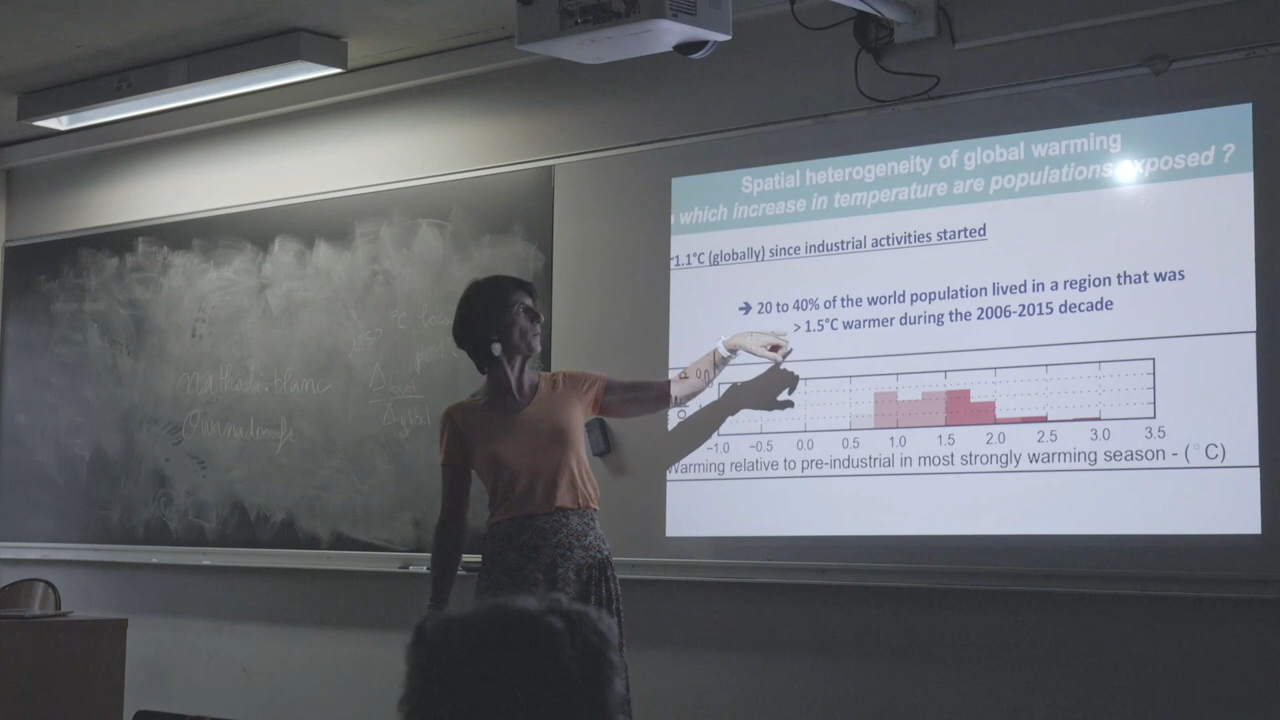 Spatial heterogeneity of global warming
which increase in temperature are populations exposed ?
1.1°C (globally) since industrial activities started
➔ 20 to 40% of the world population lived in a region that was
> 1.5°C warmer during the 2006-2015 decade
−1.0 −0.5 0.0 0.5 1.0 1.5 2.0 2.5 3.0 3.5
Warming relative to pre-industrial in most strongly warming season - (°C)
°C